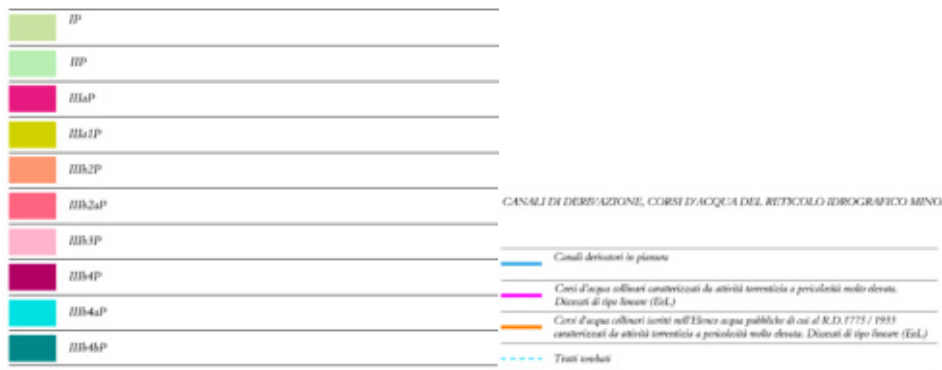 IP
IIP
IIIaP
IIIa1P
IIIb2P
IIIb2aP
IIIb3P
IIIb4P
IIIb4aP
IIIb4bP
CANALI DI DERIVAZIONE, CORSI D'ACQUA DEL RETICOLO IDROGRAFICO MINO
Canali derivatori in pianura
Corsi d'acqua collinari caratterizzati da attività torrentizia a pericolosità molto elevata.
Dissesti di tipo lineare (EeL)
Corsi d'acqua collinari iscritti nell'Elenco acque pubbliche di cui al R.D.1775 / 1933
caratterizzati da attività torrentizia a pericolosità molto elevata. Dissesti di tipo lineare (EeL)
Tratti tombati